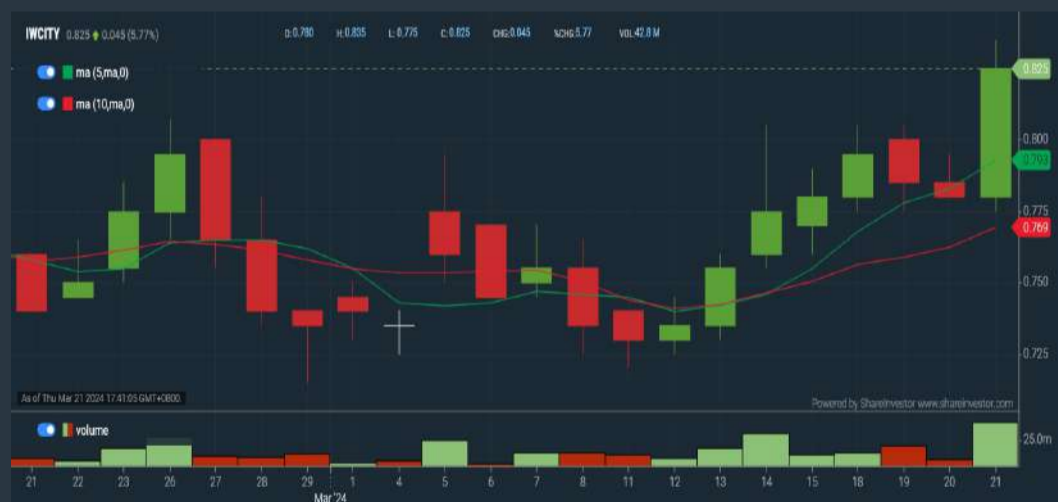 IWCITY 0.825 0.045 (5.77%) O: 0.780 H: 0.835 L: 0.775 C: 0.825 CHG: 0.045 %CHG: 5.77 VOL: 42.8 M
ma (5,ma,0)
ma (10,ma,0)
0.825
0.800
0.793
0.775
0.769
0.750
0.725
As of Thu Mar 21 2024 17:41:05 GMT+0800
Powered by ShareInvestor www.shareinvestor.com
volume
25.0m
21 22 23 26 27 28 29 1 4 5 6 7 8 11 12 13 14 15 18 19 20 21
Mar '24